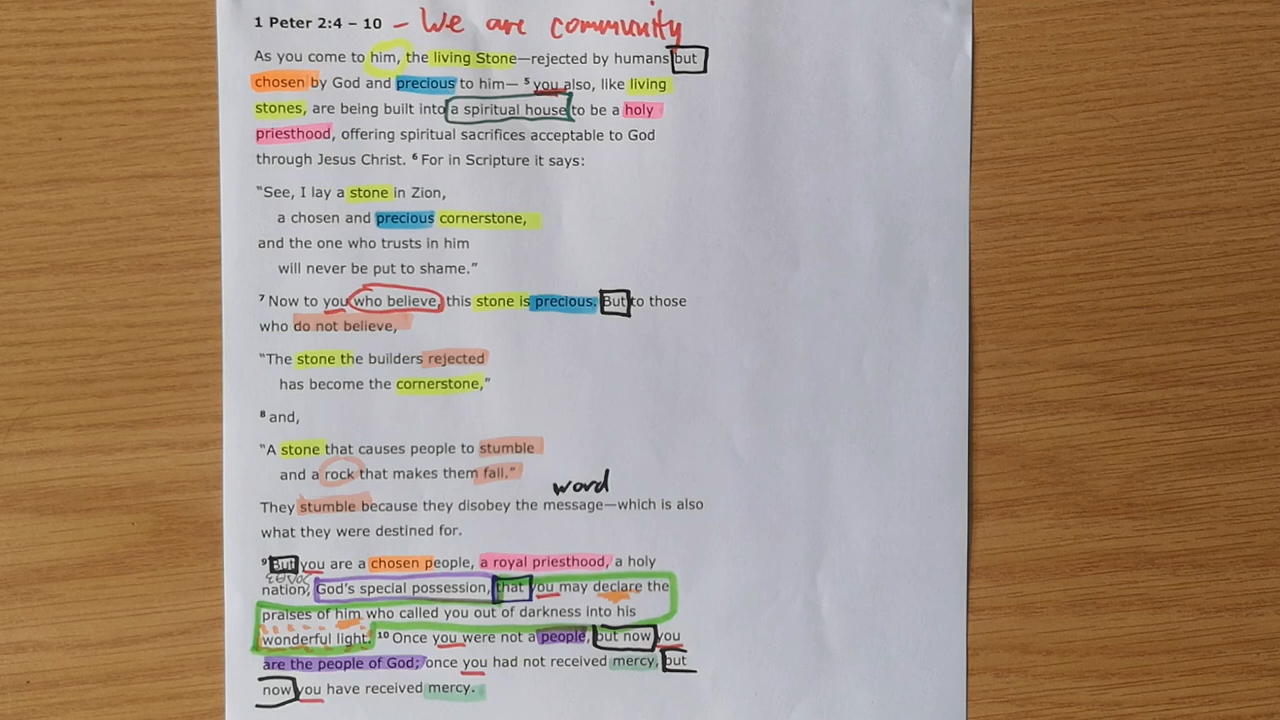 1 Peter 2:4 – 10 – We are community
As you come to him, the living Stone—rejected by humans but
chosen by God and precious to him— ⁵ you also, like living
stones, are being built into a spiritual house to be a holy
priesthood, offering spiritual sacrifices acceptable to God
through Jesus Christ. ⁶ For in Scripture it says:
“See, I lay a stone in Zion,
a chosen and precious cornerstone,
and the one who trusts in him
will never be put to shame.”
⁷ Now to you who believe, this stone is precious. But to those
who do not believe,
“The stone the builders rejected
has become the cornerstone,”
⁸ and,
“A stone that causes people to stumble
and a rock that makes them fall.”
word
They stumble because they disobey the message—which is also
what they were destined for.
⁹ But you are a chosen people, a royal priesthood, a holy
nation, God’s special possession, that you may declare the
praises of him who called you out of darkness into his
wonderful light. ¹⁰ Once you were not a people, but now you
are the people of God; once you had not received mercy, but
now you have received mercy.